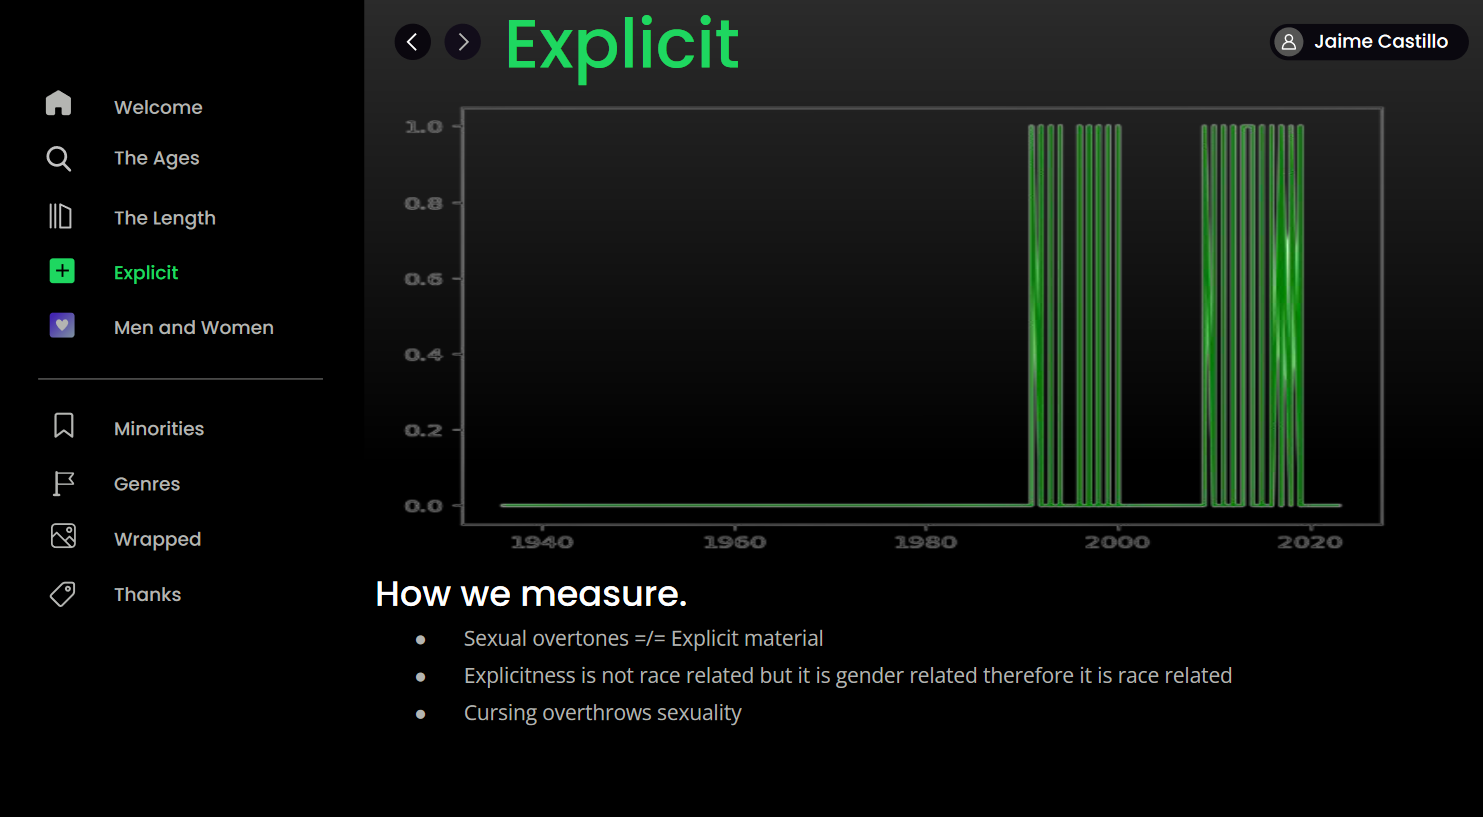 Explicit
Jaime Castillo
Welcome
The Ages
The Length
Explicit
Men and Women
Minorities
Genres
Wrapped
Thanks
1.0
0.8
0.6
0.4
0.2
0.0
1940 1960 1980 2000 2020
How we measure.
● Sexual overtones =/= Explicit material
● Explicitness is not race related but it is gender related therefore it is race related
● Cursing overthrows sexuality